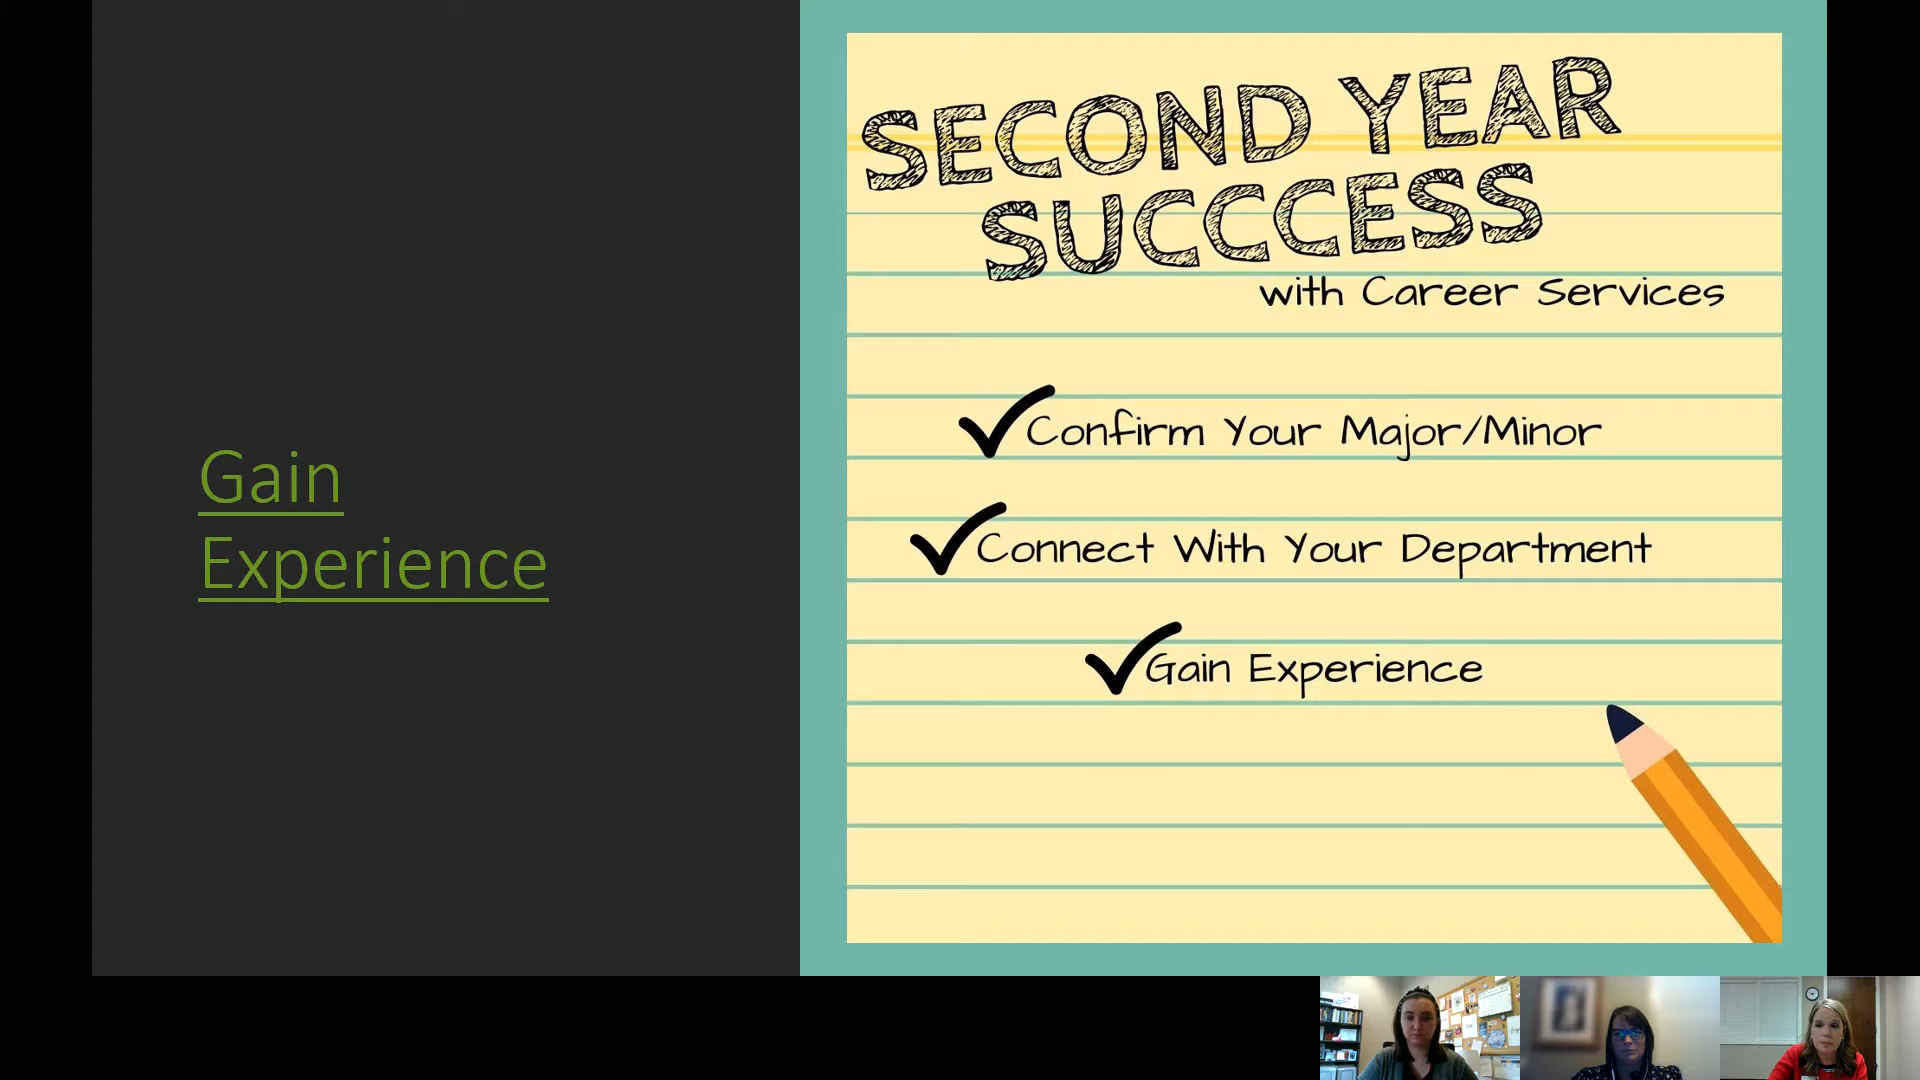 Gain
Experience
SECOND YEAR
SUCCCESS
with Career Services
Confirm Your Major/Minor
Connect With Your Department
Gain Experience